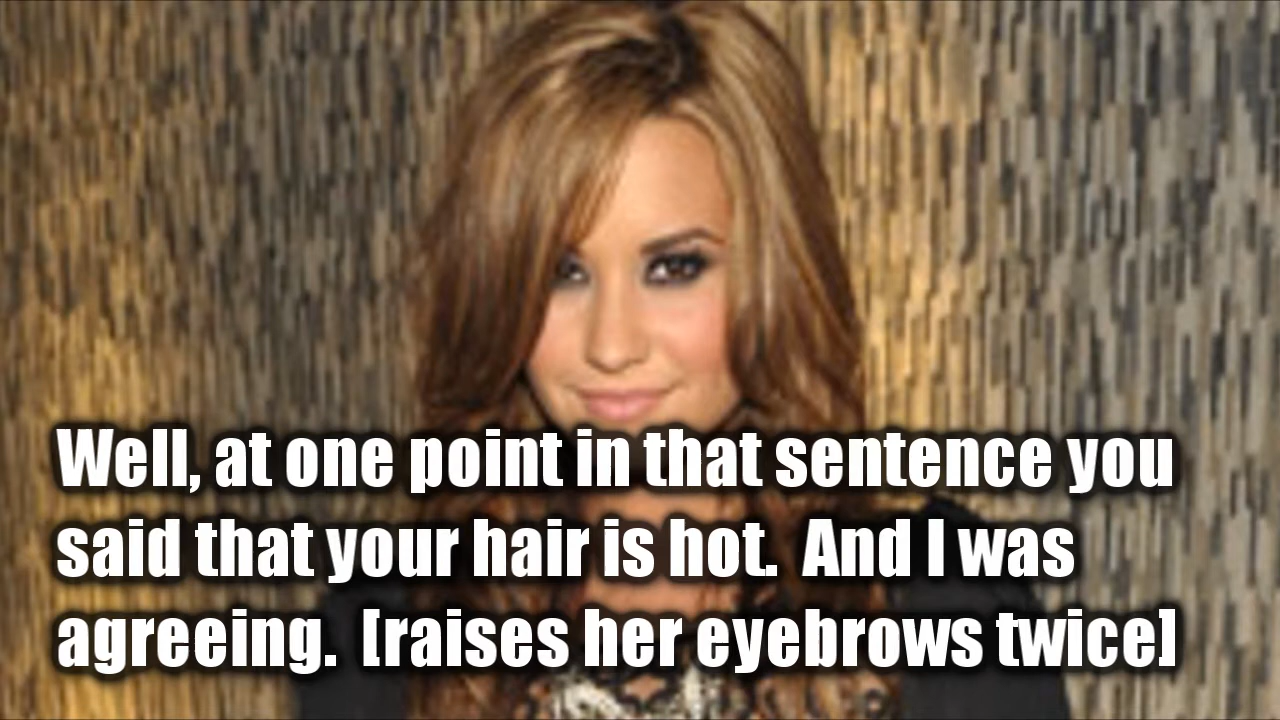 Well, at one point in that sentence you
said that your hair is hot.  And I was
agreeing.  [raises her eyebrows twice]